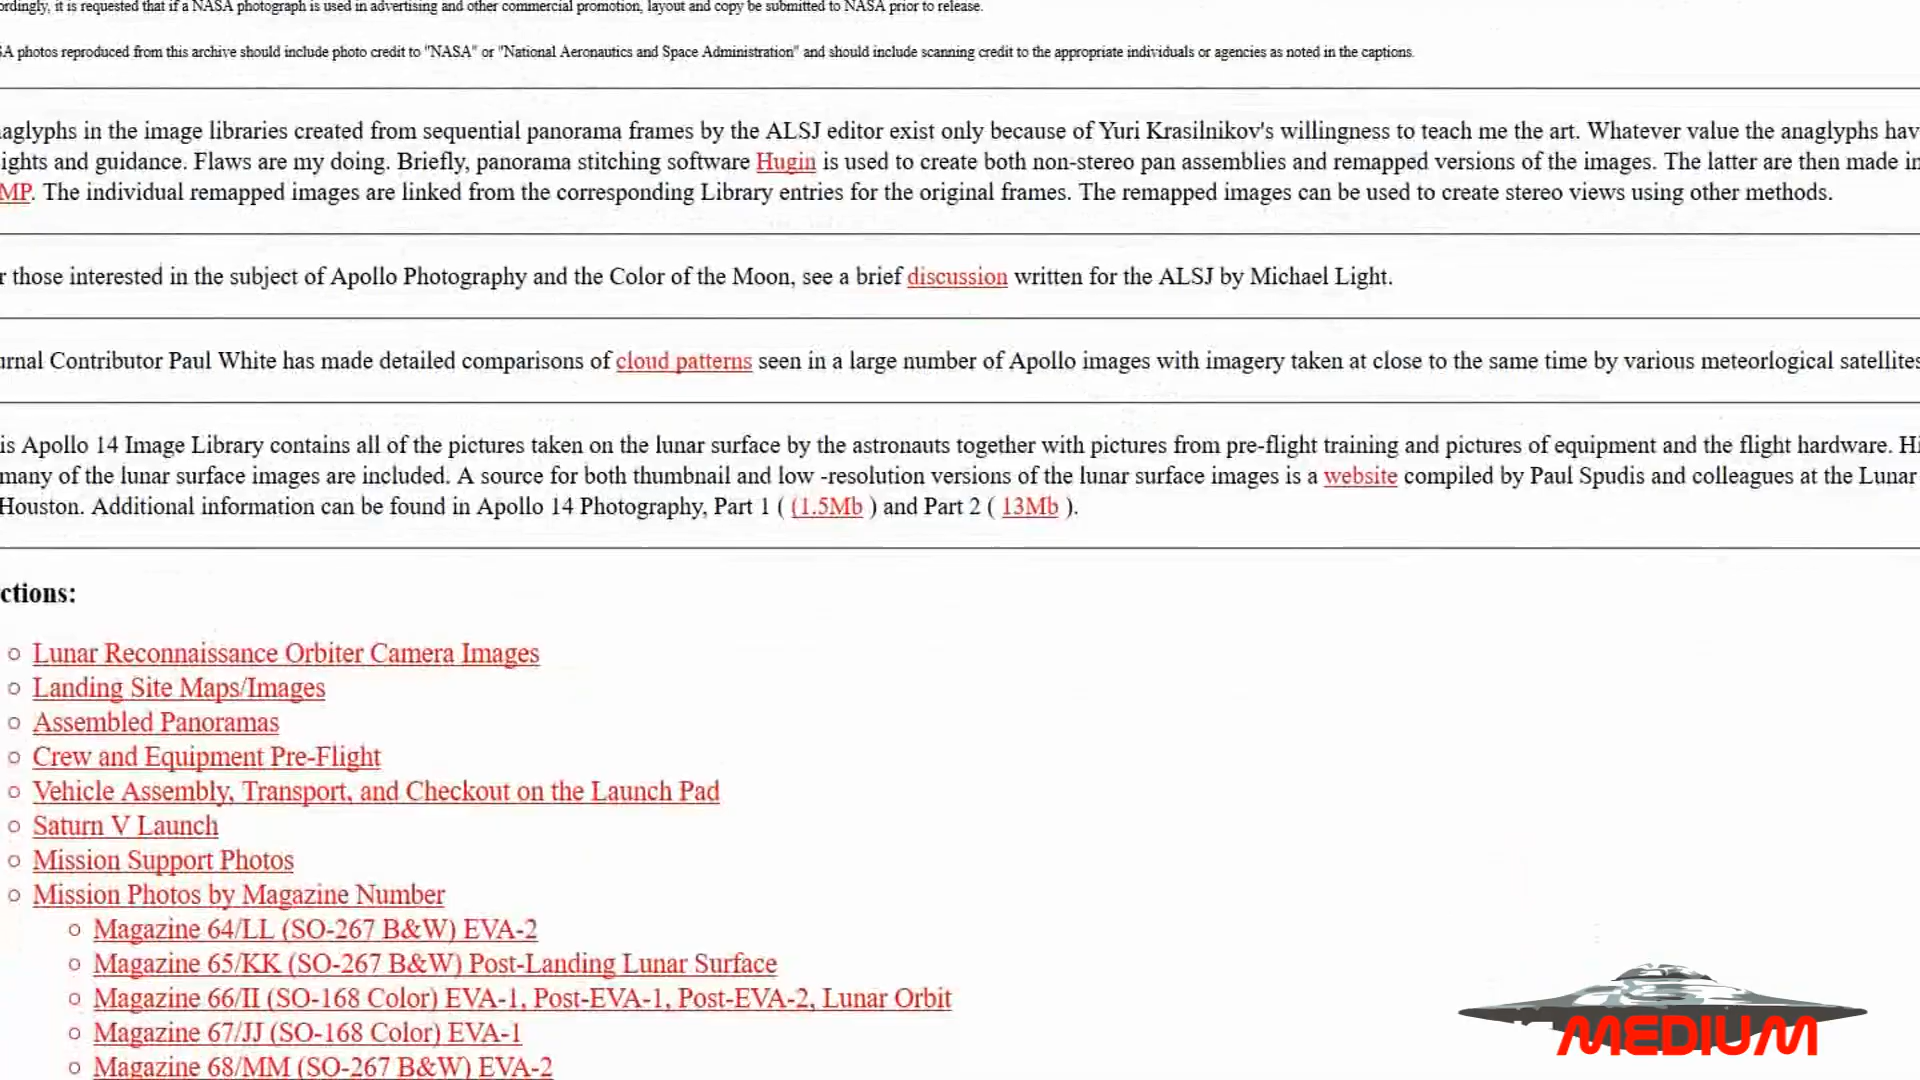 ordingly, it is requested that if a NASA photograph is used in advertising and other commercial promotion, layout and copy be submitted to NASA prior to release.
SA photos reproduced from this archive should include photo credit to "NASA" or "National Aeronautics and Space Administration" and should include scanning credit to the appropriate individuals or agencies as noted in the captions.
aglyphs in the image libraries created from sequential panorama frames by the ALSJ editor exist only because of Yuri Krasilnikov's willingness to teach me the art. Whatever value the anaglyphs hav
ights and guidance. Flaws are my doing. Briefly, panorama stitching software Hugin is used to create both non-stereo pan assemblies and remapped versions of the images. The latter are then made in
MP. The individual remapped images are linked from the corresponding Library entries for the original frames. The remapped images can be used to create stereo views using other methods.
r those interested in the subject of Apollo Photography and the Color of the Moon, see a brief discussion written for the ALSJ by Michael Light.
urnal Contributor Paul White has made detailed comparisons of cloud patterns seen in a large number of Apollo images with imagery taken at close to the same time by various meteorlogical satellites
is Apollo 14 Image Library contains all of the pictures taken on the lunar surface by the astronauts together with pictures from pre-flight training and pictures of equipment and the flight hardware. Hi
many of the lunar surface images are included. A source for both thumbnail and low -resolution versions of the lunar surface images is a website compiled by Paul Spudis and colleagues at the Lunar
Houston. Additional information can be found in Apollo 14 Photography, Part 1 ( (1.5Mb ) and Part 2 ( 13Mb ).
ctions:
Lunar Reconnaissance Orbiter Camera Images
Landing Site Maps/Images
Assembled Panoramas
Crew and Equipment Pre-Flight
Vehicle Assembly, Transport, and Checkout on the Launch Pad
Saturn V Launch
Mission Support Photos
Mission Photos by Magazine Number
Magazine 64/LL (SO-267 B&W) EVA-2
Magazine 65/KK (SO-267 B&W) Post-Landing Lunar Surface
Magazine 66/II (SO-168 Color) EVA-1, Post-EVA-1, Post-EVA-2, Lunar Orbit
Magazine 67/JJ (SO-168 Color) EVA-1
Magazine 68/MM (SO-267 B&W) EVA-2
MEDIUM